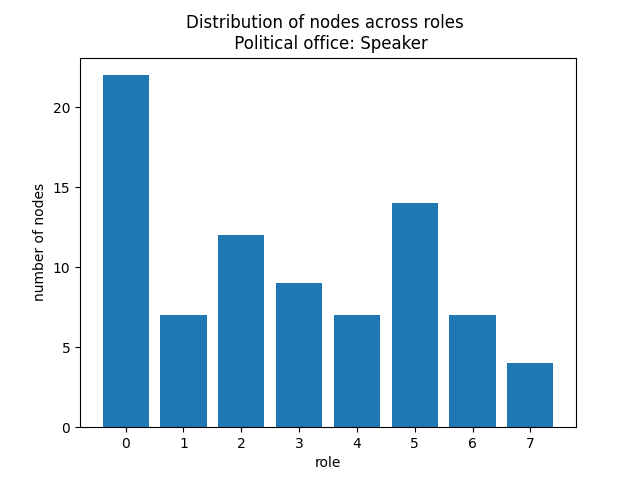 Distribution of nodes across roles
Political office: Speaker
number of nodes
20
15
10
5
0
0 1 2 3 4 5 6 7
role